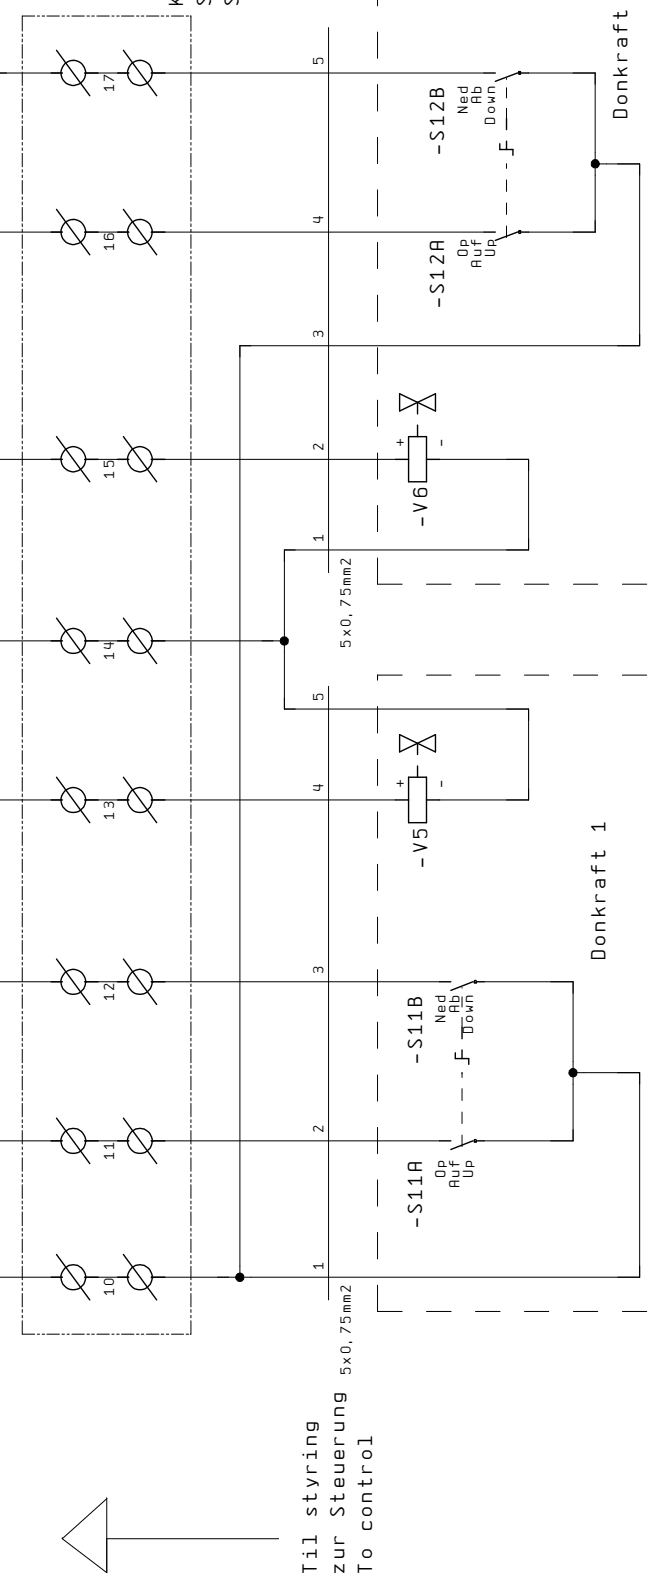 10
11
12
13
14
15
16
17
1
2
3
4
5
5x0,75mm2
1
2
3
4
5
5x0,75mm2
-S11A
Op
Auf
Up
-S11B
Ned
Ab
Down
-V5
+
-
-V6
+
-
-S12A
Op
Auf
Up
-S12B
Ned
Ab
Down
Donkraft 1
Donkraft
Til styring
zur Steuerung
To control